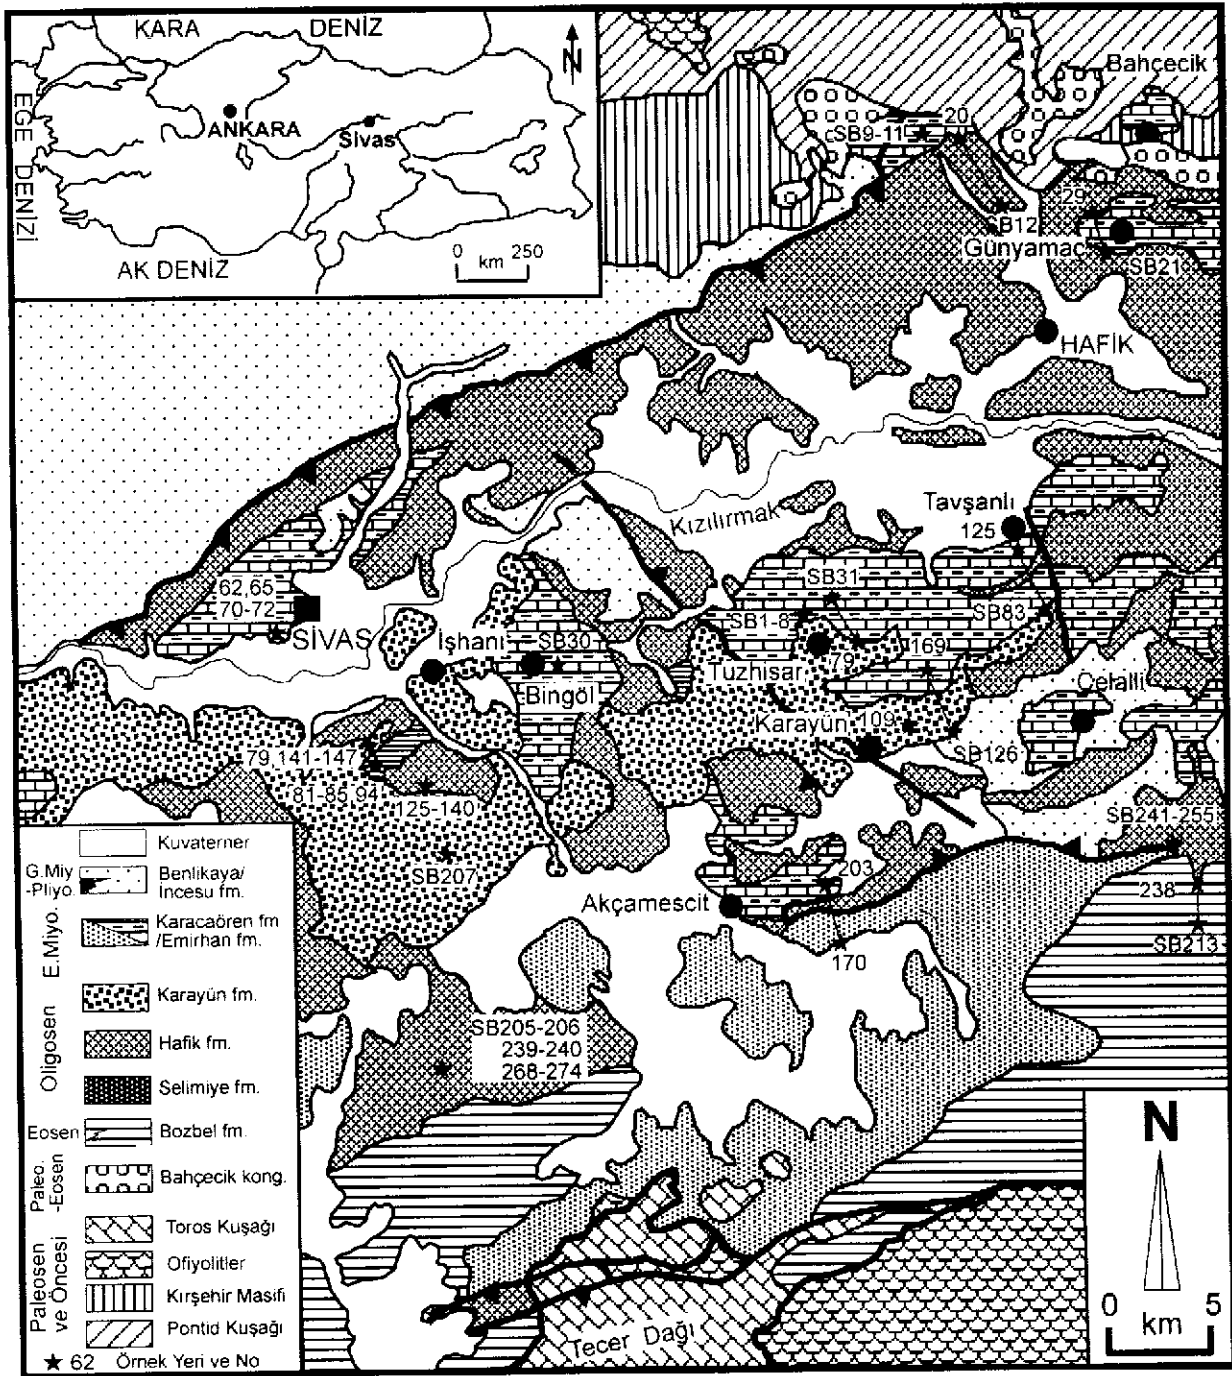 KARA DENİZ
EGE DENİZİ
ANKARA
Sivas
AK DENİZ
N
0 km 250
Bahçecik
20
SB9-11
29
SB12
Günyamaç
SB21
HAFİK
Kızılırmak
Tavşanlı
125
62,65
70-72
SİVAS
İşhanı
SB30
Bingöl
SB31
SB1-8
SB83
79
169
Tuzhisar
Celalli
Karayün
109
SB126
79,141-147
81-85,94
125-140
SB207
SB241-255
203
238
Akçamescit
SB213
170
SB205-206
239-240
268-274
Tecer Dağı
N
0 5
km
Kuvaterner
G.Miy
-Pliyo.
Benlikaya/
İncesu fm.
E.Miyo.
Karacaören fm
/Emirhan fm.
Oligosen
Karayün fm.
Hafik fm.
Selimiye fm.
Eosen
Bozbel fm.
Paleo.
-Eosen
Bahçecik kong.
Paleosen
ve Öncesi
Toros Kuşağı
Ofiyolitler
Kırşehir Masifi
Pontid Kuşağı
★ 62 Örnek Yeri ve No